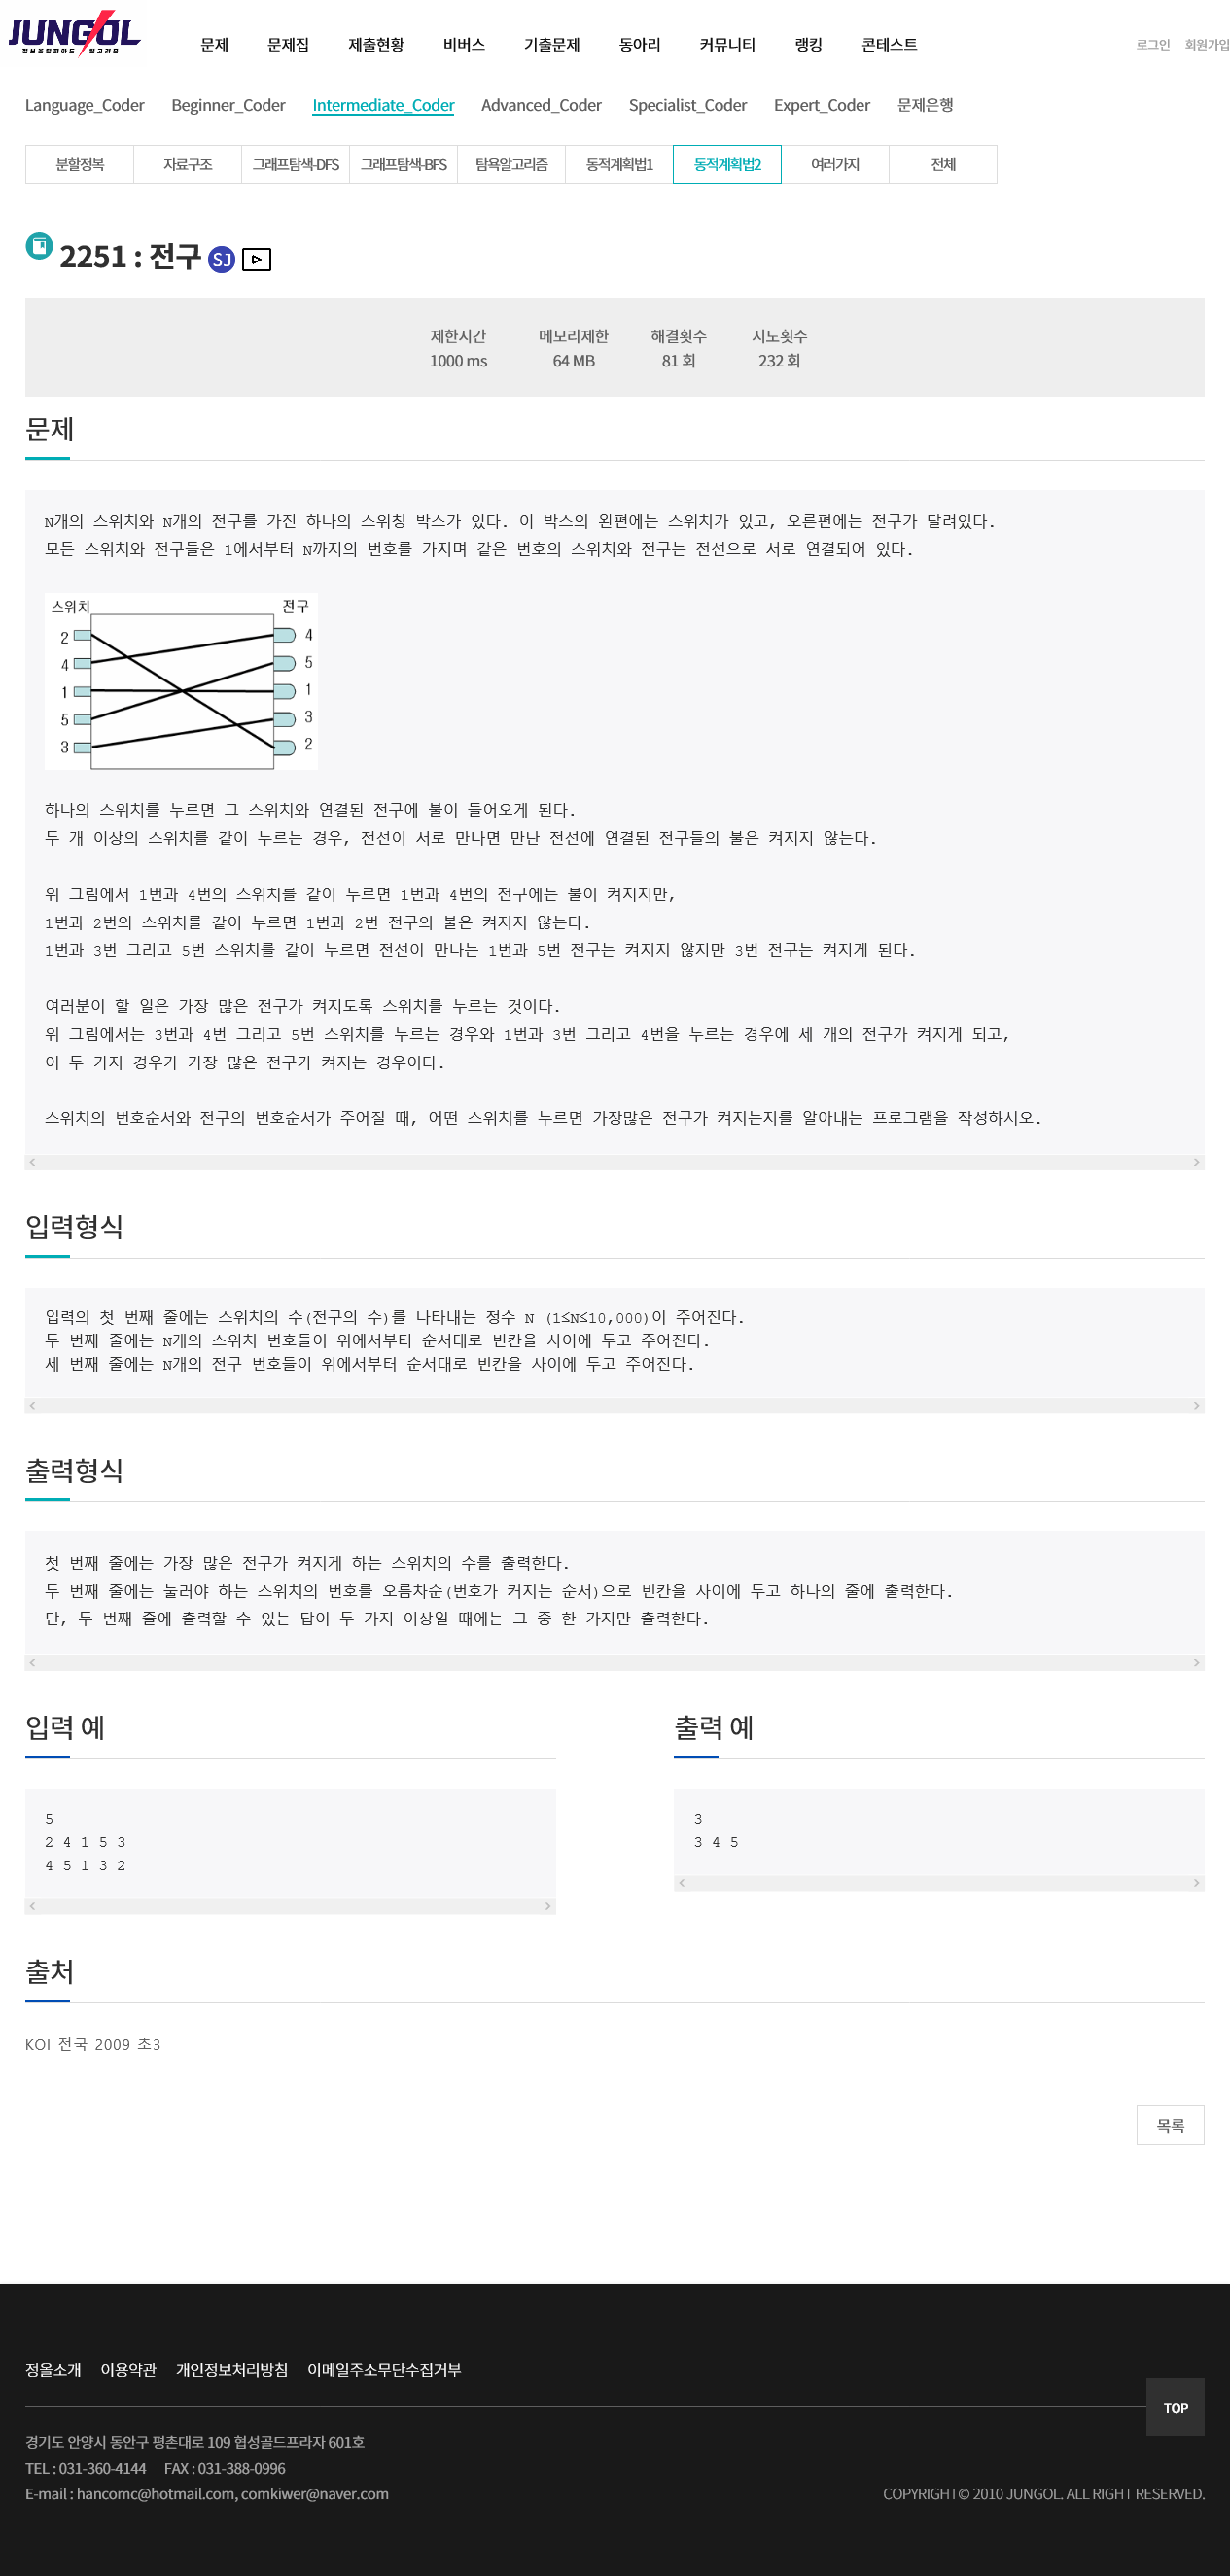 JUNGOL
정보올림피아드 알고리즘
문제 문제집 제출현황 비버스 기출문제 동아리 커뮤니티 랭킹 콘테스트 로그인 회원가입
Language_Coder Beginner_Coder Intermediate_Coder Advanced_Coder Specialist_Coder Expert_Coder 문제은행
분할정복 자료구조 그래프탐색-DFS 그래프탐색-BFS 탐욕알고리즘 동적계획법1 동적계획법2 여러가지 전체
2251 : 전구 SJ
제한시간 메모리제한 해결횟수 시도횟수
1000 ms 64 MB 81 회 232 회
문제
N개의 스위치와 N개의 전구를 가진 하나의 스위칭 박스가 있다. 이 박스의 왼편에는 스위치가 있고, 오른편에는 전구가 달려있다.
모든 스위치와 전구들은 1에서부터 N까지의 번호를 가지며 같은 번호의 스위치와 전구는 전선으로 서로 연결되어 있다.
스위치 전구
2 4
4 5
1 1
5 3
3 2
하나의 스위치를 누르면 그 스위치와 연결된 전구에 불이 들어오게 된다.
두 개 이상의 스위치를 같이 누르는 경우, 전선이 서로 만나면 만난 전선에 연결된 전구들의 불은 켜지지 않는다.
위 그림에서 1번과 4번의 스위치를 같이 누르면 1번과 4번의 전구에는 불이 켜지지만,
1번과 2번의 스위치를 같이 누르면 1번과 2번 전구의 불은 켜지지 않는다.
1번과 3번 그리고 5번 스위치를 같이 누르면 전선이 만나는 1번과 5번 전구는 켜지지 않지만 3번 전구는 켜지게 된다.
여러분이 할 일은 가장 많은 전구가 켜지도록 스위치를 누르는 것이다.
위 그림에서는 3번과 4번 그리고 5번 스위치를 누르는 경우와 1번과 3번 그리고 4번을 누르는 경우에 세 개의 전구가 켜지게 되고,
이 두 가지 경우가 가장 많은 전구가 켜지는 경우이다.
스위치의 번호순서와 전구의 번호순서가 주어질 때, 어떤 스위치를 누르면 가장많은 전구가 켜지는지를 알아내는 프로그램을 작성하시오.
입력형식
입력의 첫 번째 줄에는 스위치의 수(전구의 수)를 나타내는 정수 N (1≤N≤10,000)이 주어진다.
두 번째 줄에는 N개의 스위치 번호들이 위에서부터 순서대로 빈칸을 사이에 두고 주어진다.
세 번째 줄에는 N개의 전구 번호들이 위에서부터 순서대로 빈칸을 사이에 두고 주어진다.
출력형식
첫 번째 줄에는 가장 많은 전구가 켜지게 하는 스위치의 수를 출력한다.
두 번째 줄에는 눌러야 하는 스위치의 번호를 오름차순(번호가 커지는 순서)으로 빈칸을 사이에 두고 하나의 줄에 출력한다.
단, 두 번째 줄에 출력할 수 있는 답이 두 가지 이상일 때에는 그 중 한 가지만 출력한다.
입력 예
5
2 4 1 5 3
4 5 1 3 2
출력 예
3
3 4 5
출처
KOI 전국 2009 초3
목록
정올소개 이용약관 개인정보처리방침 이메일주소무단수집거부
TOP
경기도 안양시 동안구 평촌대로 109 협성골드프라자 601호
TEL : 031-360-4144 FAX : 031-388-0996
E-mail : hancomc@hotmail.com, comkiwer@naver.com
COPYRIGHT© 2010 JUNGOL. ALL RIGHT RESERVED.